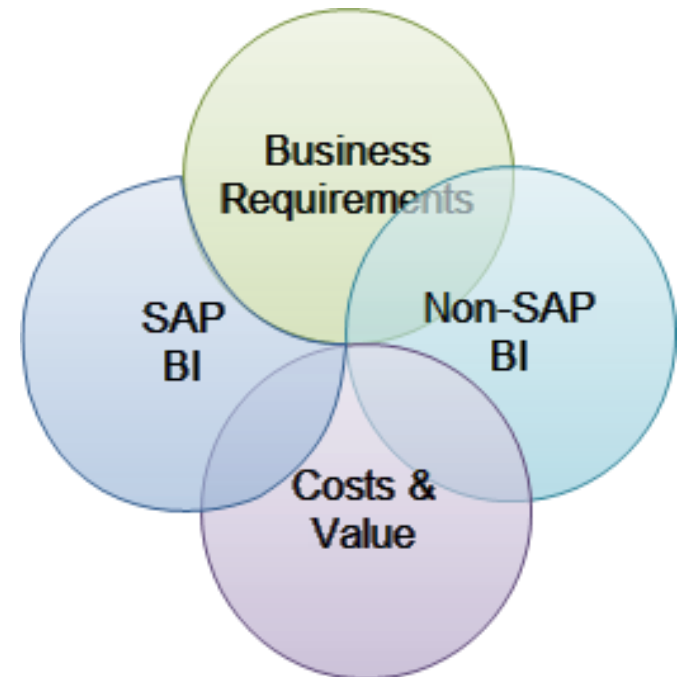 Business
Requirements
SAP
BI
Non-SAP
BI
Costs &
Value